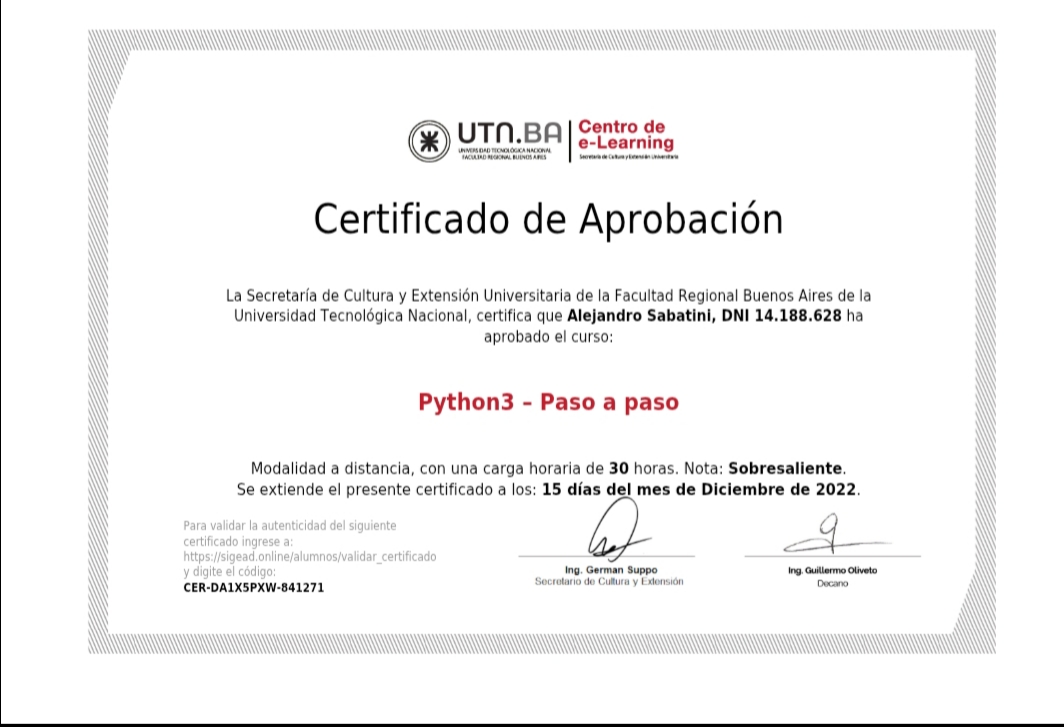 UTN.BA
UNIVERSIDAD TECNOLÓGICA NACIONAL
FACULTAD REGIONAL BUENOS AIRES
Centro de
e-Learning
Secretaría de Cultura y Extensión Universitaria
Certificado de Aprobación
La Secretaría de Cultura y Extensión Universitaria de la Facultad Regional Buenos Aires de la
Universidad Tecnológica Nacional, certifica que Alejandro Sabatini, DNI 14.188.628 ha
aprobado el curso:
Python3 – Paso a paso
Modalidad a distancia, con una carga horaria de 30 horas. Nota: Sobresaliente.
Se extiende el presente certificado a los: 15 días del mes de Diciembre de 2022.
Para validar la autenticidad del siguiente
certificado ingrese a:
https://sigead.online/alumnos/validar_certificado
y digite el código:
CER-DA1X5PXW-841271
Ing. German Suppo
Secretario de Cultura y Extensión
Ing. Guillermo Oliveto
Decano